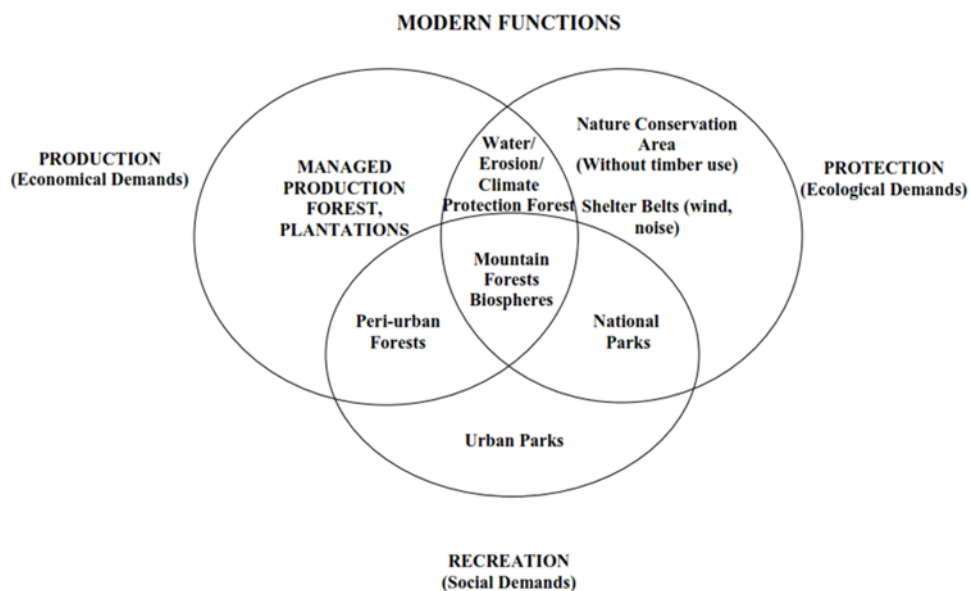 MODERN FUNCTIONS
PRODUCTION
(Economical Demands)
MANAGED
PRODUCTION
FOREST,
PLANTATIONS
Water/
Erosion/
Climate
Protection Forest
Nature Conservation
Area
(Without timber use)
Shelter Belts (wind,
noise)
PROTECTION
(Ecological Demands)
Mountain
Forests
Biospheres
Peri-urban
Forests
National
Parks
Urban Parks
RECREATION
(Social Demands)